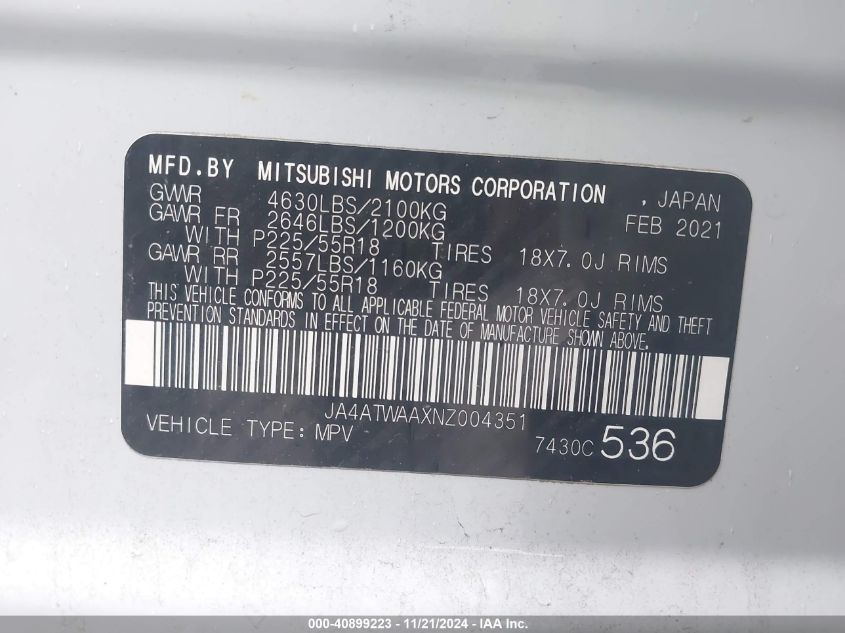 MFD.BY MITSUBISHI MOTORS CORPORATION , JAPAN
GVWR 4630LBS/2100KG FEB 2021
GAWR FR 2646LBS/1200KG
WITH P225/55R18 TIRES 18X7.0J RIMS
GAWR RR 2557LBS/1160KG
WITH P225/55R18 TIRES 18X7.0J RIMS
THIS VEHICLE CONFORMS TO ALL APPLICABLE FEDERAL MOTOR VEHICLE SAFETY AND THEFT
PREVENTION STANDARDS IN EFFECT ON THE DATE OF MANUFACTURE SHOWN ABOVE.
JA4ATWAAXNZ004351
VEHICLE TYPE: MPV 7430C 536
000-40899223 - 11/21/2024 - IAA Inc.